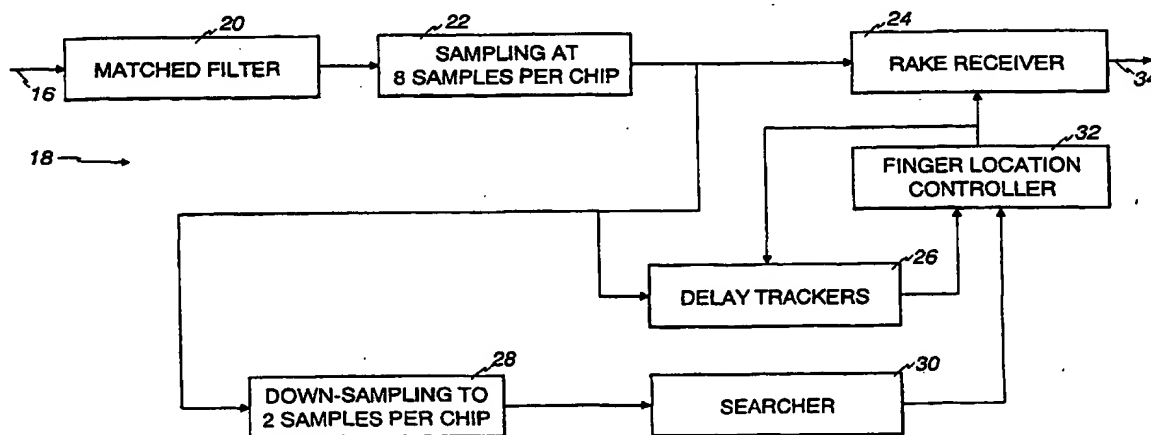 20
MATCHED FILTER
16
22
SAMPLING AT
8 SAMPLES PER CHIP
24
RAKE RECEIVER
34
18
32
FINGER LOCATION
CONTROLLER
26
DELAY TRACKERS
28
DOWN-SAMPLING TO
2 SAMPLES PER CHIP
30
SEARCHER